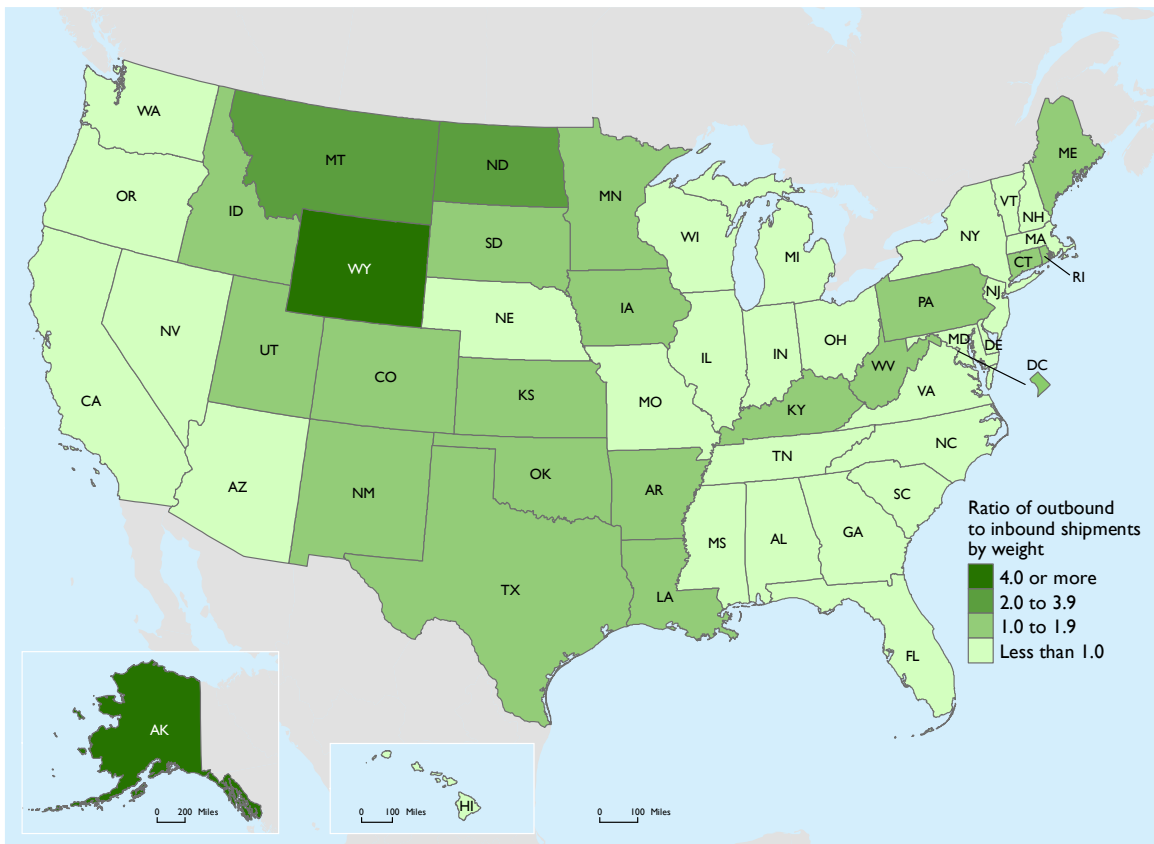 WA
MT
ND
MN
ME
OR
ID
SD
WI
VT
NH
NY
MA
MI
CT
RI
WY
IA
PA
NJ
NE
NV
UT
CO
IL
IN
OH
MD
DE
WV
DC
CA
KS
MO
KY
VA
AZ
NM
OK
AR
TN
NC
SC
MS
AL
GA
TX
LA
FL
Ratio of outbound
to inbound shipments
by weight
4.0 or more
2.0 to 3.9
1.0 to 1.9
Less than 1.0
AK
HI
0 200 Miles
0 100 Miles
0 100 Miles